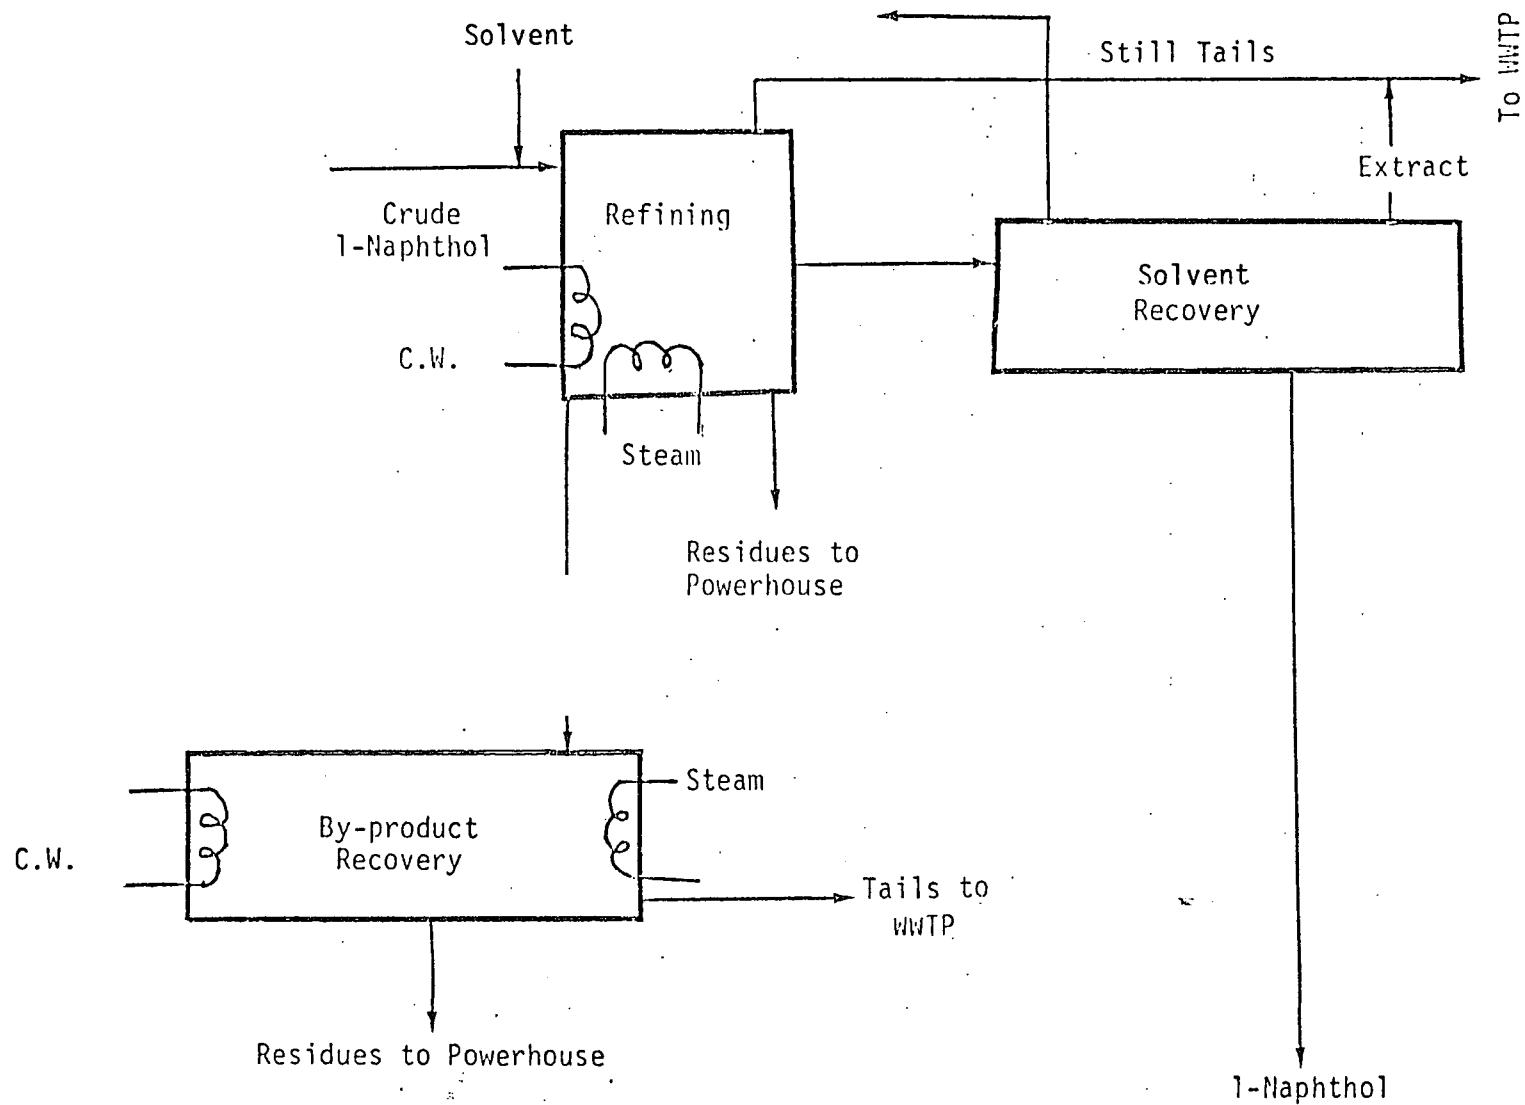 Solvent
Still Tails
To WWTP
Extract
Crude
1-Naphthol
Refining
Solvent
Recovery
C.W.
Steam
Residues to
Powerhouse
Steam
By-product
Recovery
C.W.
Tails to
WWTP
Residues to Powerhouse
1-Naphthol